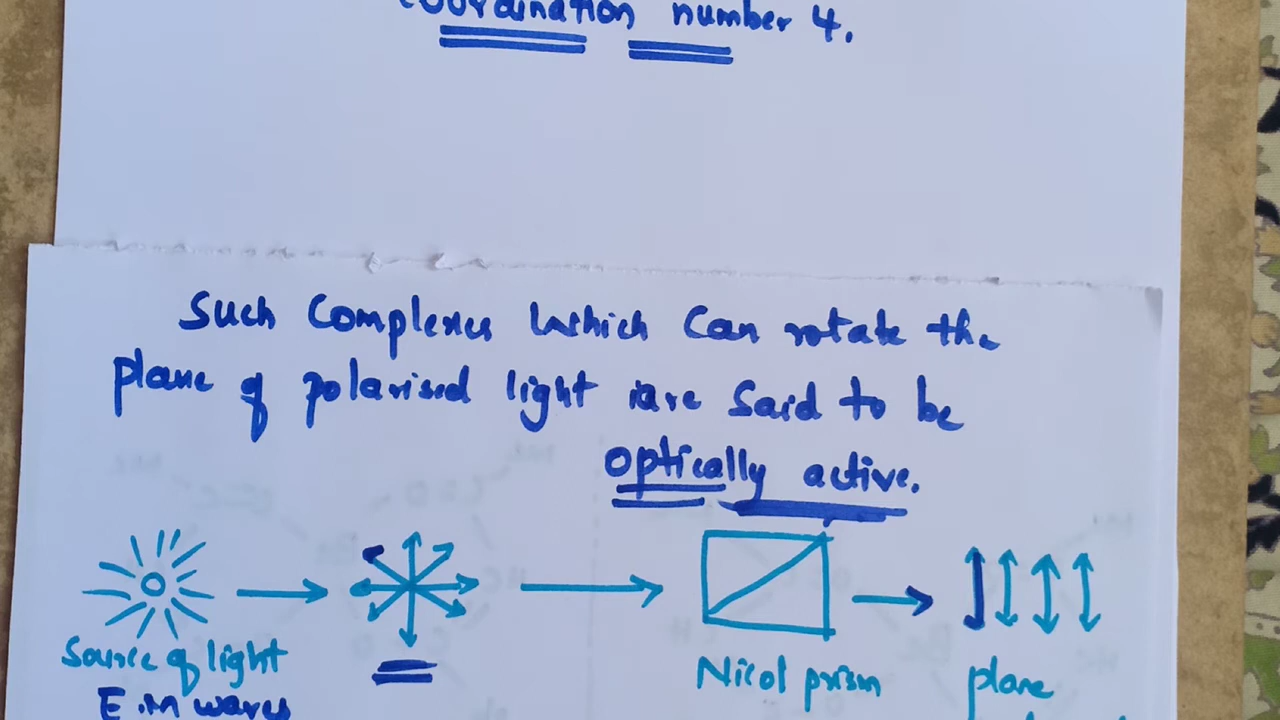 coordination number 4.
Such Complexes which Can rotate the
plane of polarised light are said to be
optically active.
Source of light
E.M waves
Nicol prism
plane